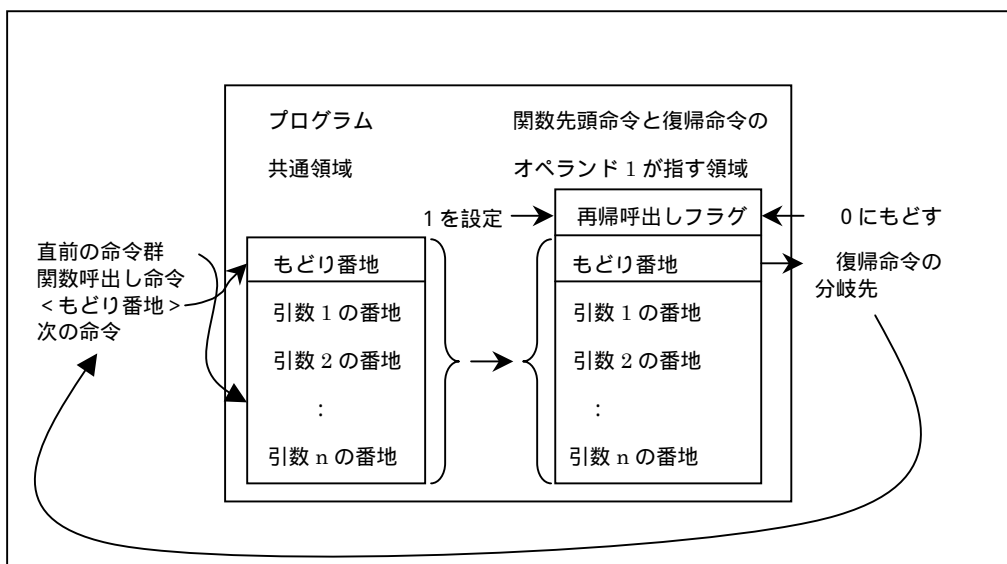 プログラム
共通領域
関数先頭命令と復帰命令の
オペランド 1 が指す領域
1 を設定
再帰呼出しフラグ
0 にもどす
直前の命令群
関数呼出し命令
<もどり番地>
次の命令
もどり番地
引数 1 の番地
引数 2 の番地
:
引数 n の番地
もどり番地
引数 1 の番地
引数 2 の番地
:
引数 n の番地
復帰命令の
分岐先